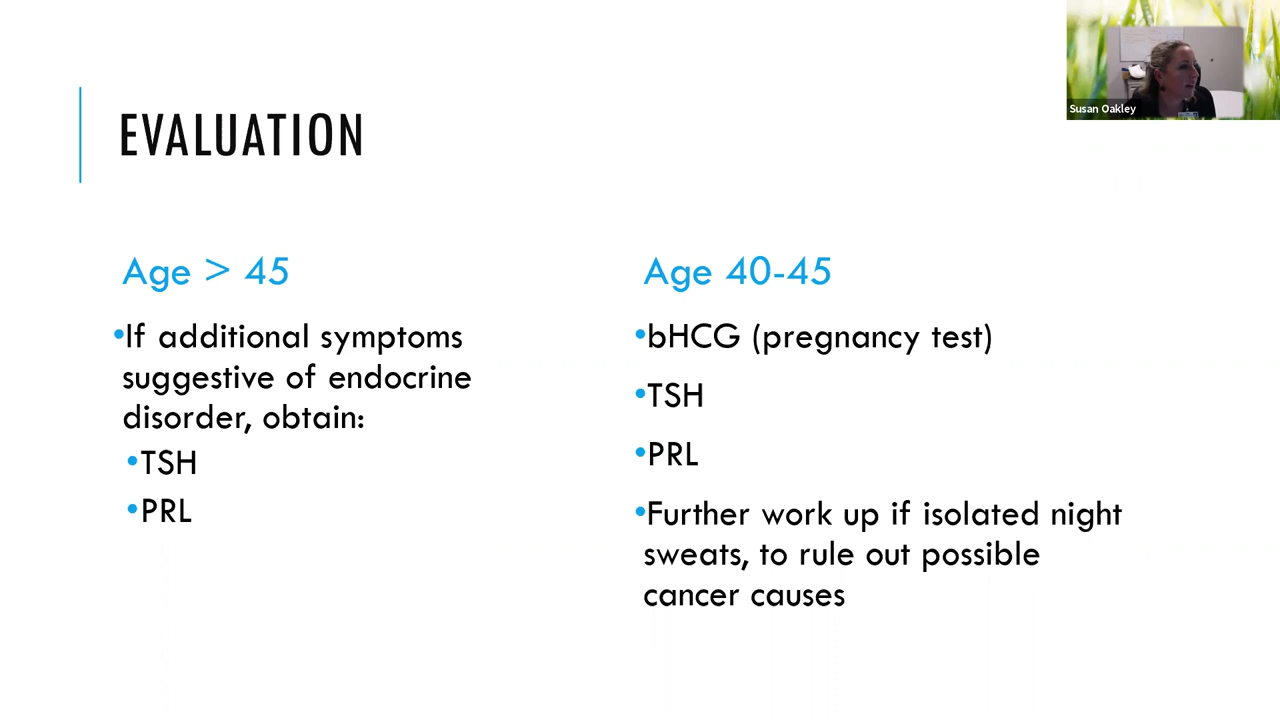 Susan Oakley
EVALUATION
Age > 45
•If additional symptoms
suggestive of endocrine
disorder, obtain:
•TSH
•PRL
Age 40-45
•bHCG (pregnancy test)
•TSH
•PRL
•Further work up if isolated night
sweats, to rule out possible
cancer causes